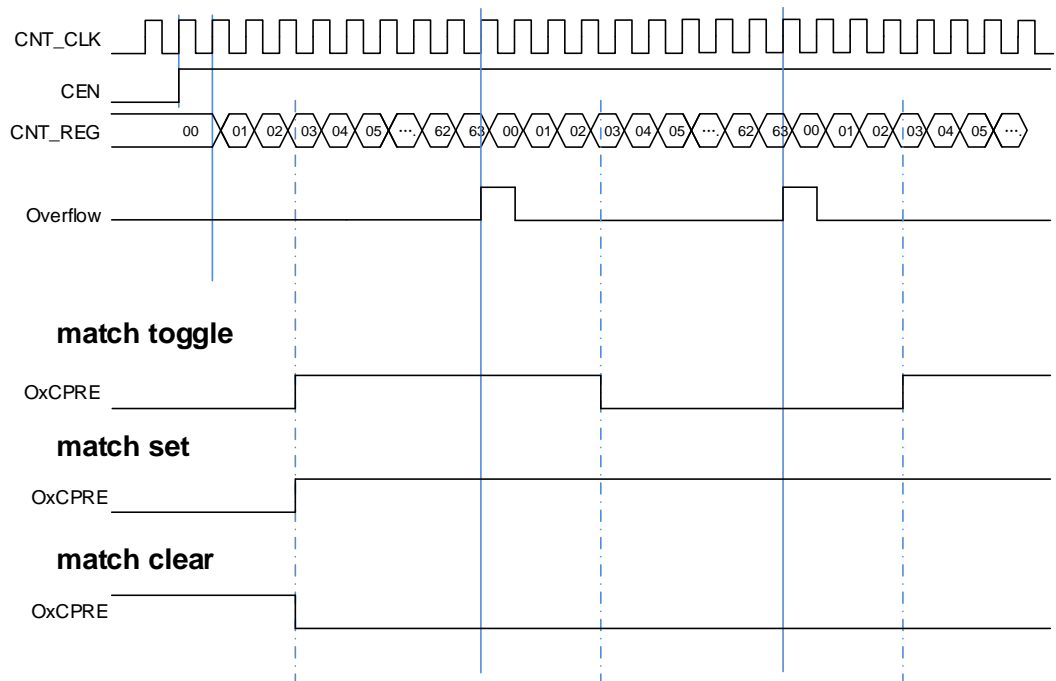 CNT_CLK
CEN
CNT_REG 00 01 02 03 04 05 ···. 62 63 00 01 02 03 04 05 ···. 62 63 00 01 02 03 04 05 ···.
Overflow
match toggle
OxCPRE
match set
OxCPRE
match clear
OxCPRE